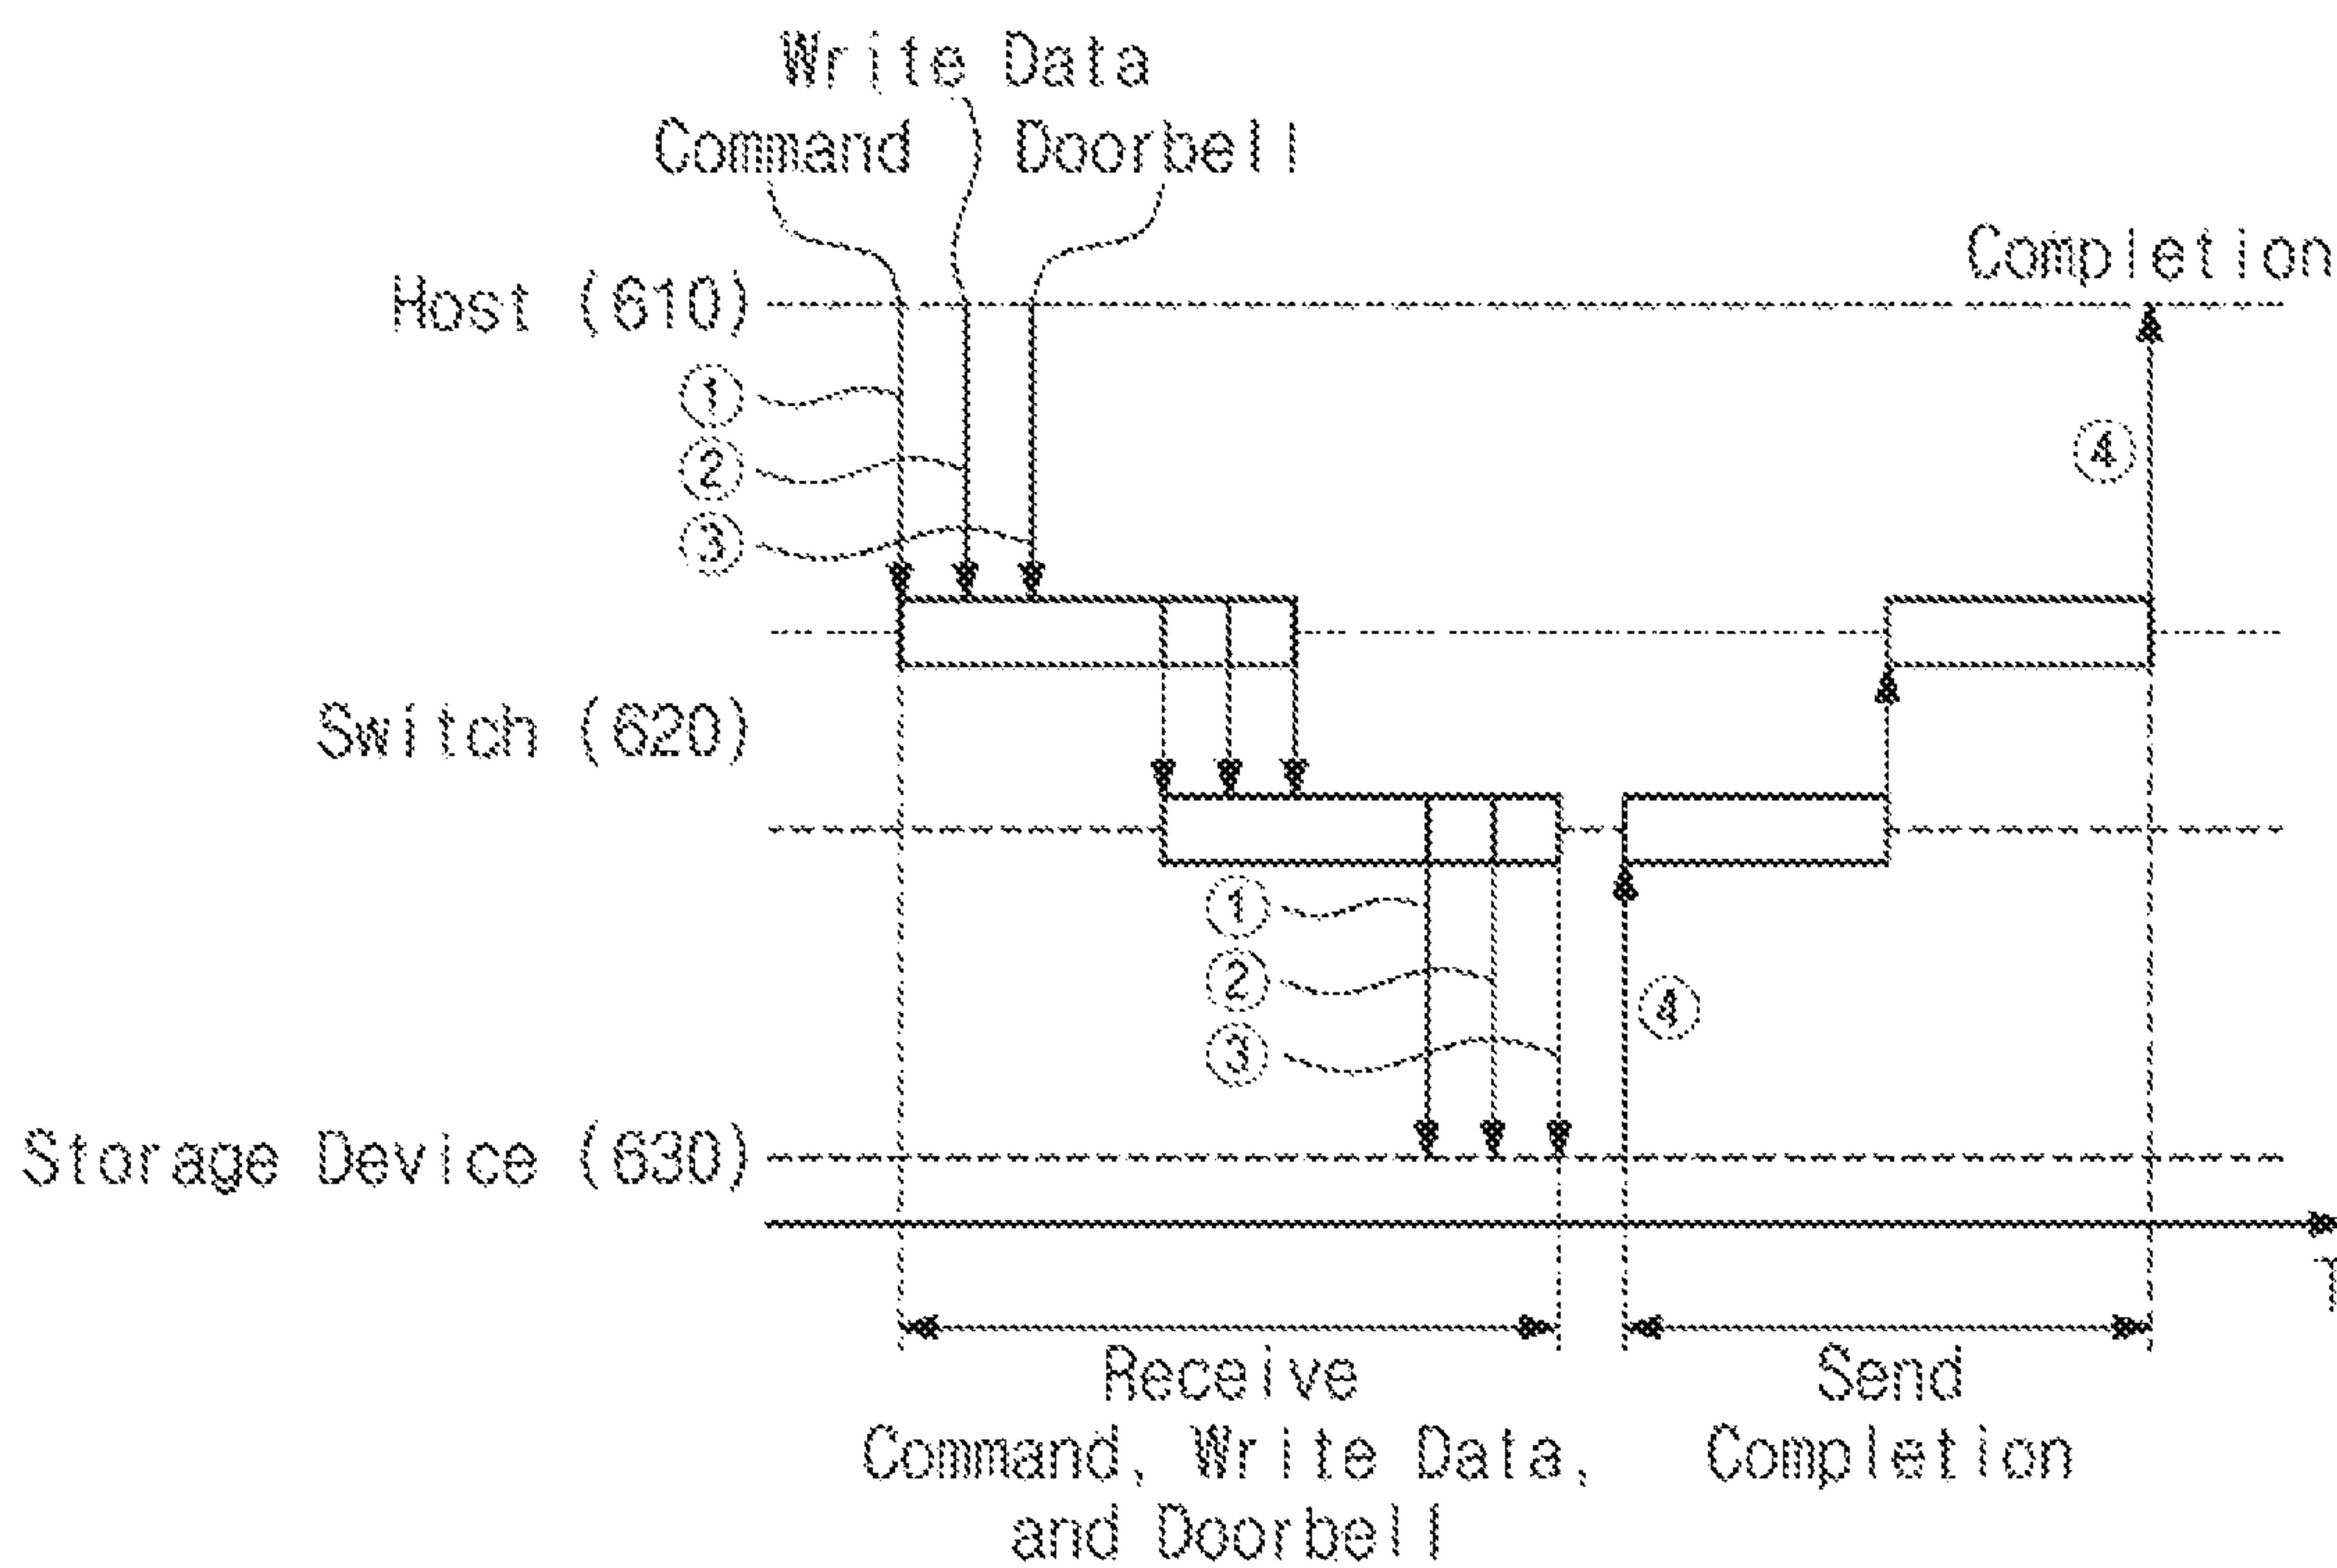 Write Data
Command Doorbell
Completion
Host (610)
①
②
③
④
Switch (620)
①
②
③
④
Storage Device (630)
T
Receive
Command, Write Data,
and Doorbell
Send
Completion